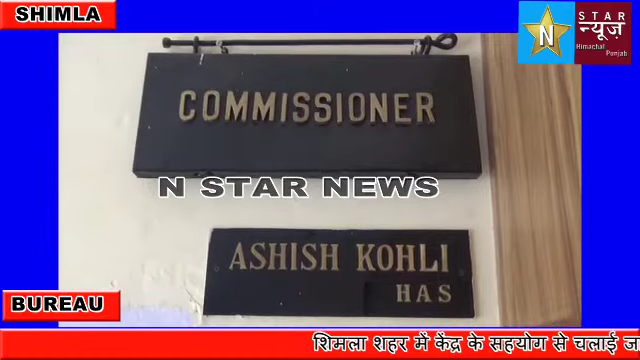 SHIMLA
N
STAR
न्यूज़
Himachal
Punjab
COMMISSIONER
N STAR NEWS
ASHISH KOHLI
HAS
BUREAU
शिमला शहर में केंद्र के सहयोग से चलाई